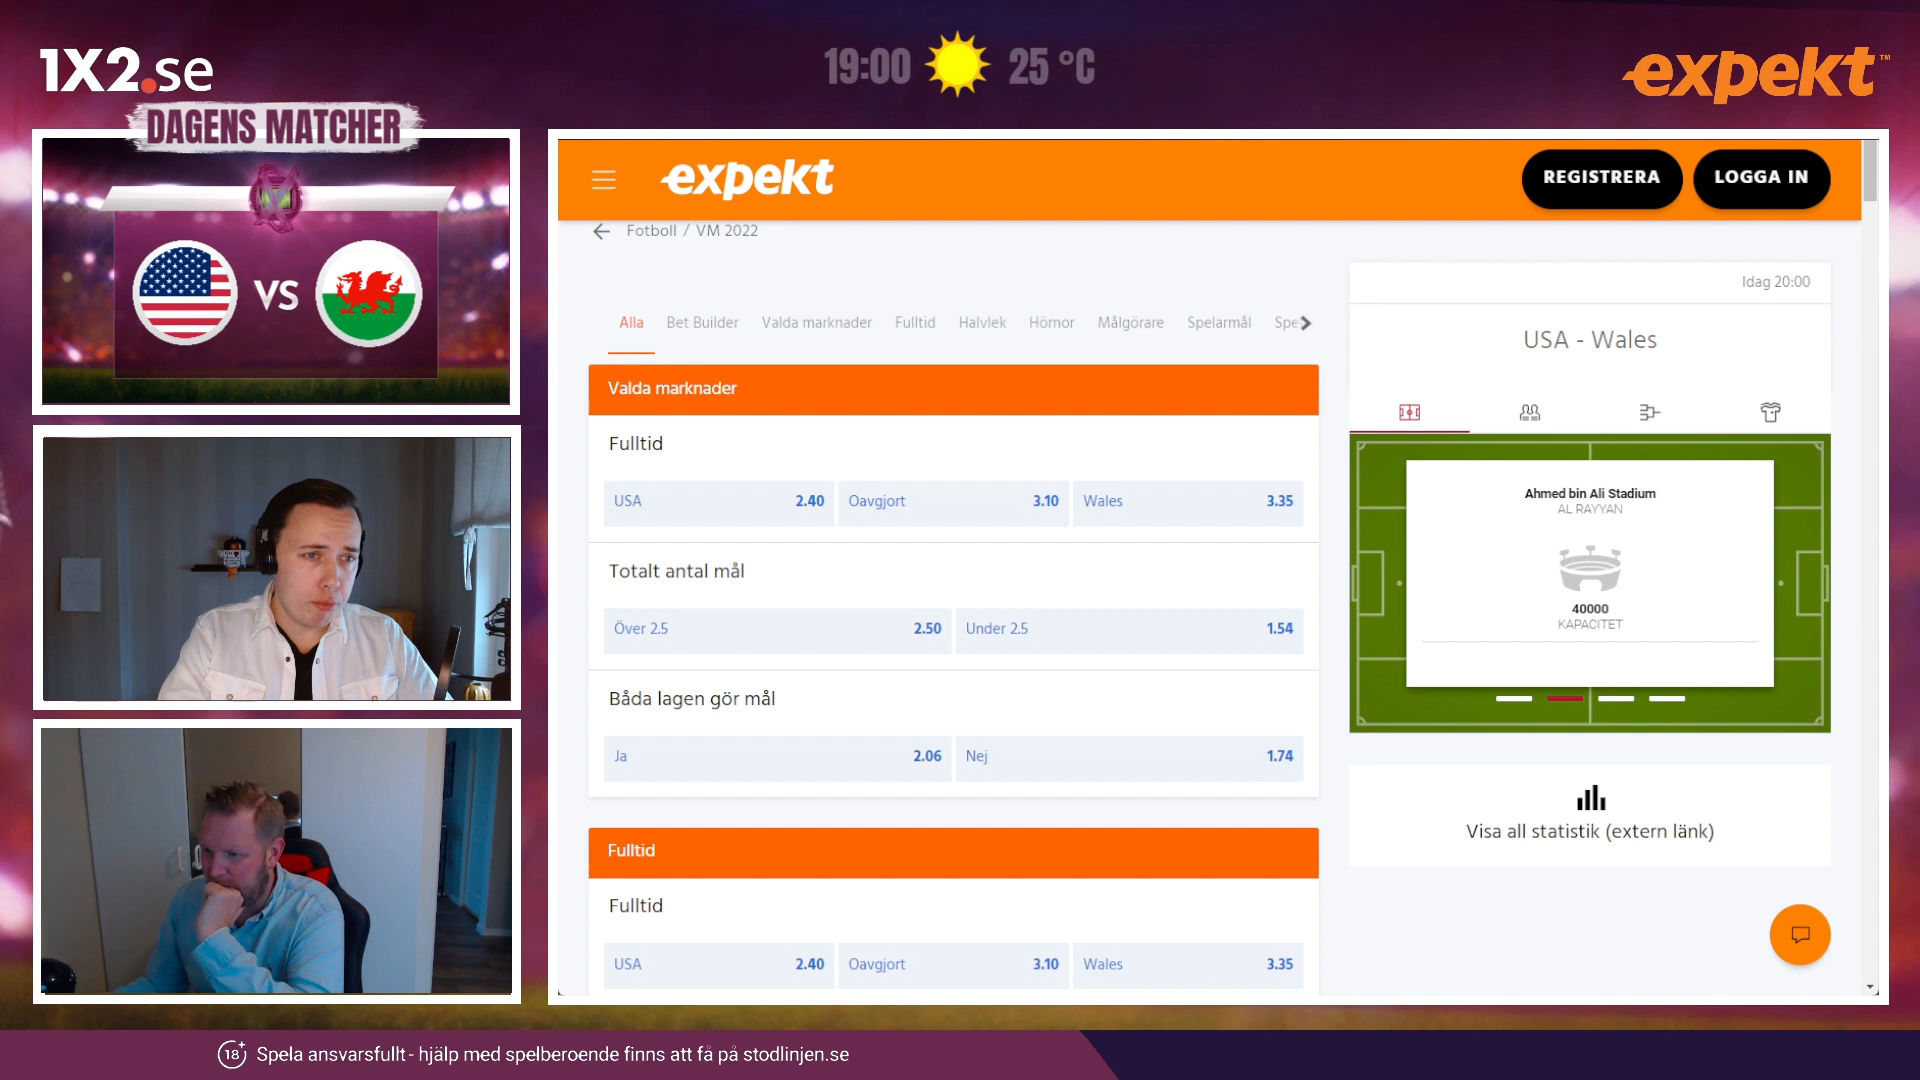 1X2.se
19:00 25 °C
expekt™
DAGENS MATCHER
VS
expekt
REGISTRERA
LOGGA IN
Fotboll / VM 2022
Alla Bet Builder Valda marknader Fulltid Halvlek Hörnor Målgörare Spelarmål Spe
Valda marknader
Fulltid
USA 2.40 Oavgjort 3.10 Wales 3.35
Totalt antal mål
Över 2.5 2.50 Under 2.5 1.54
Båda lagen gör mål
Ja 2.06 Nej 1.74
Fulltid
Fulltid
USA 2.40 Oavgjort 3.10 Wales 3.35
Idag 20:00
USA - Wales
Ahmed bin Ali Stadium
AL RAYYAN
40000
KAPACITET
Visa all statistik (extern länk)
18+ Spela ansvarsfullt - hjälp med spelberoende finns att få på stodlinjen.se